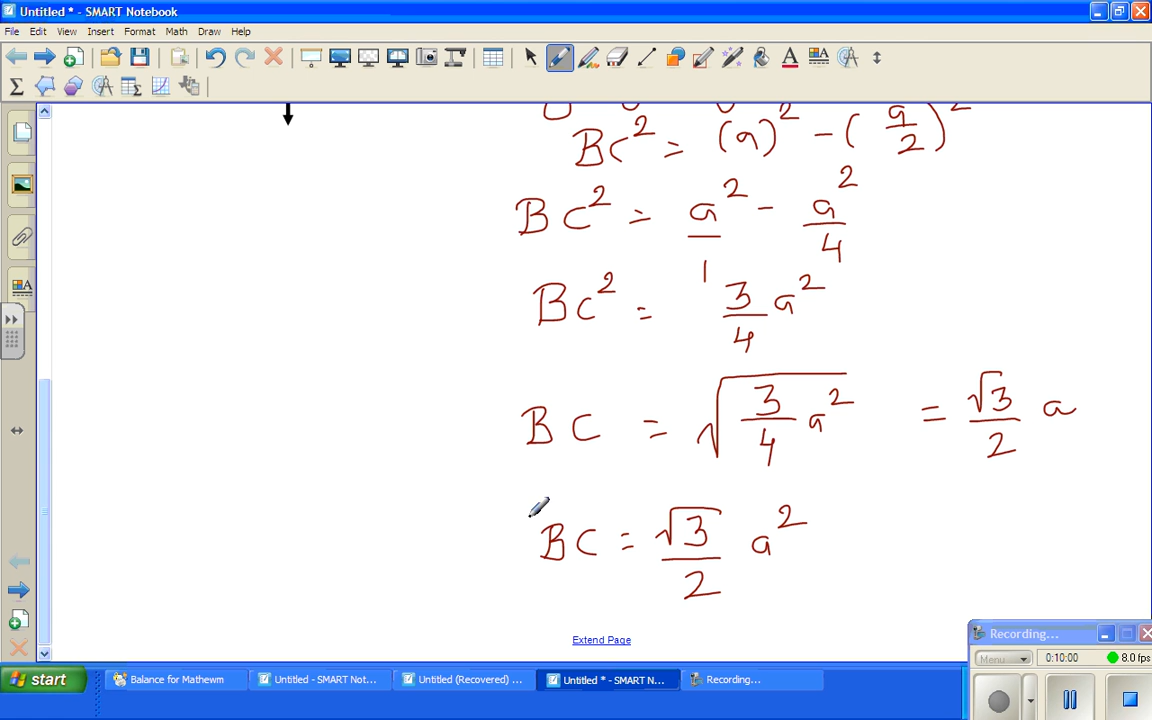 Untitled * - SMART Notebook
File Edit View Insert Format Math Draw Help
BC² = (a)² - (a/2)²
BC² = a²/1 - a²/4
BC² = 3/4 a²
BC = √(3/4 a²) = √3/2 a
BC = √3/2 a²
Extend Page
Recording...
Menu 0:10:00 8.0 fps
start Balance for Mathewm Untitled - SMART Not... Untitled (Recovered) ... Untitled * - SMART N... Recording...